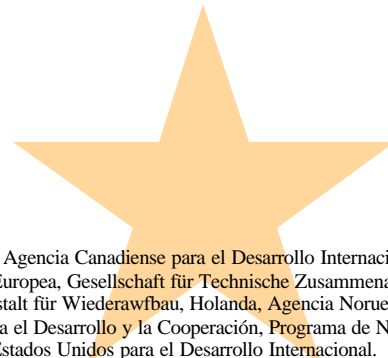 Agencia Canadiense para el Desarrollo Internaci
Europea, Gesellschaft für Technische Zusammena
stalt für Wiederawfbau, Holanda, Agencia Norue
a el Desarrollo y la Cooperación, Programa de N
Estados Unidos para el Desarrollo Internacional.